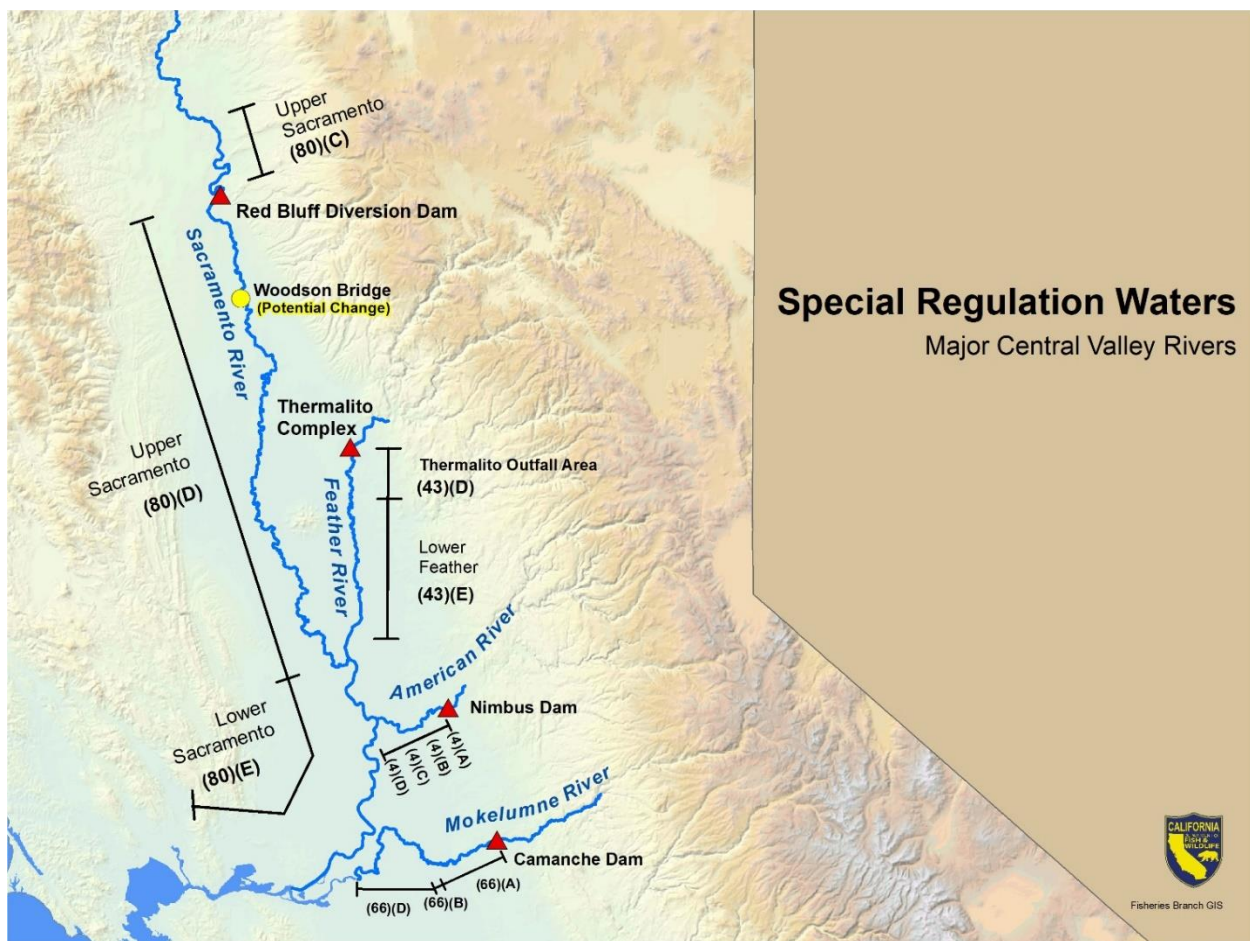 Upper
Sacramento
(80)(C)
Red Bluff Diversion Dam
Sacramento River
Woodson Bridge
(Potential Change)
Special Regulation Waters
Major Central Valley Rivers
Thermalito
Complex
Thermalito Outfall Area
(43)(D)
Feather River
Upper
Sacramento
(80)(D)
Lower
Feather
(43)(E)
American River
Nimbus Dam
(4)(A)
(4)(B)
(4)(C)
(4)(D)
Lower
Sacramento
(80)(E)
Mokelumne River
Camanche Dam
(66)(A)
(66)(B)
(66)(D)
CALIFORNIA
FISH &
WILDLIFE
Fisheries Branch GIS